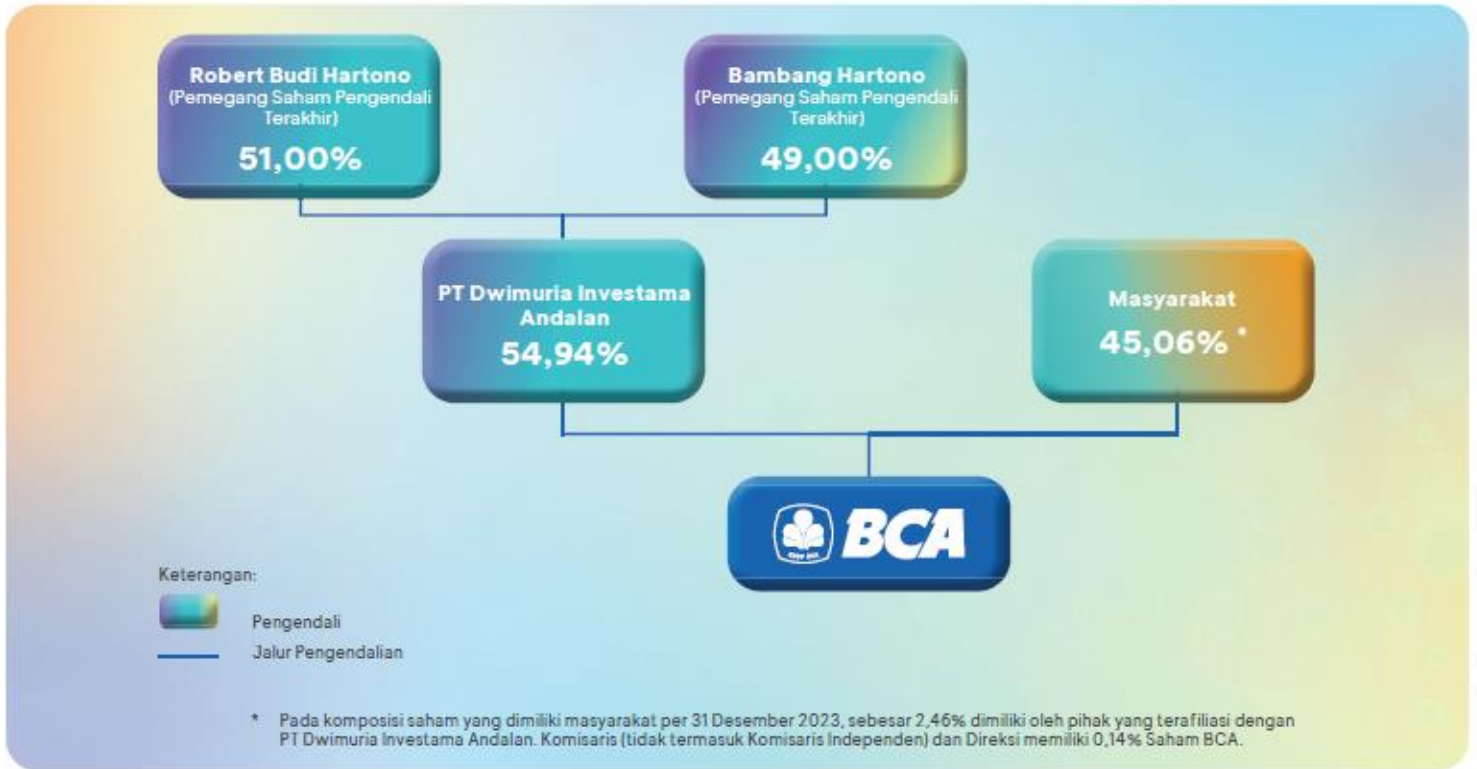 Robert Budi Hartono
(Pemegang Saham Pengendali
Terakhir)
51,00%
Bambang Hartono
(Pemegang Saham Pengendali
Terakhir)
49,00%
PT Dwimuria Investama
Andalan
54,94%
Masyarakat
45,06% *
BCA
Keterangan:
Pengendali
Jalur Pengendalian
* Pada komposisi saham yang dimiliki masyarakat per 31 Desember 2023, sebesar 2,46% dimiliki oleh pihak yang terafiliasi dengan
PT Dwimuria Investama Andalan. Komisaris (tidak termasuk Komisaris Independen) dan Direksi memiliki 0,14% Saham BCA.